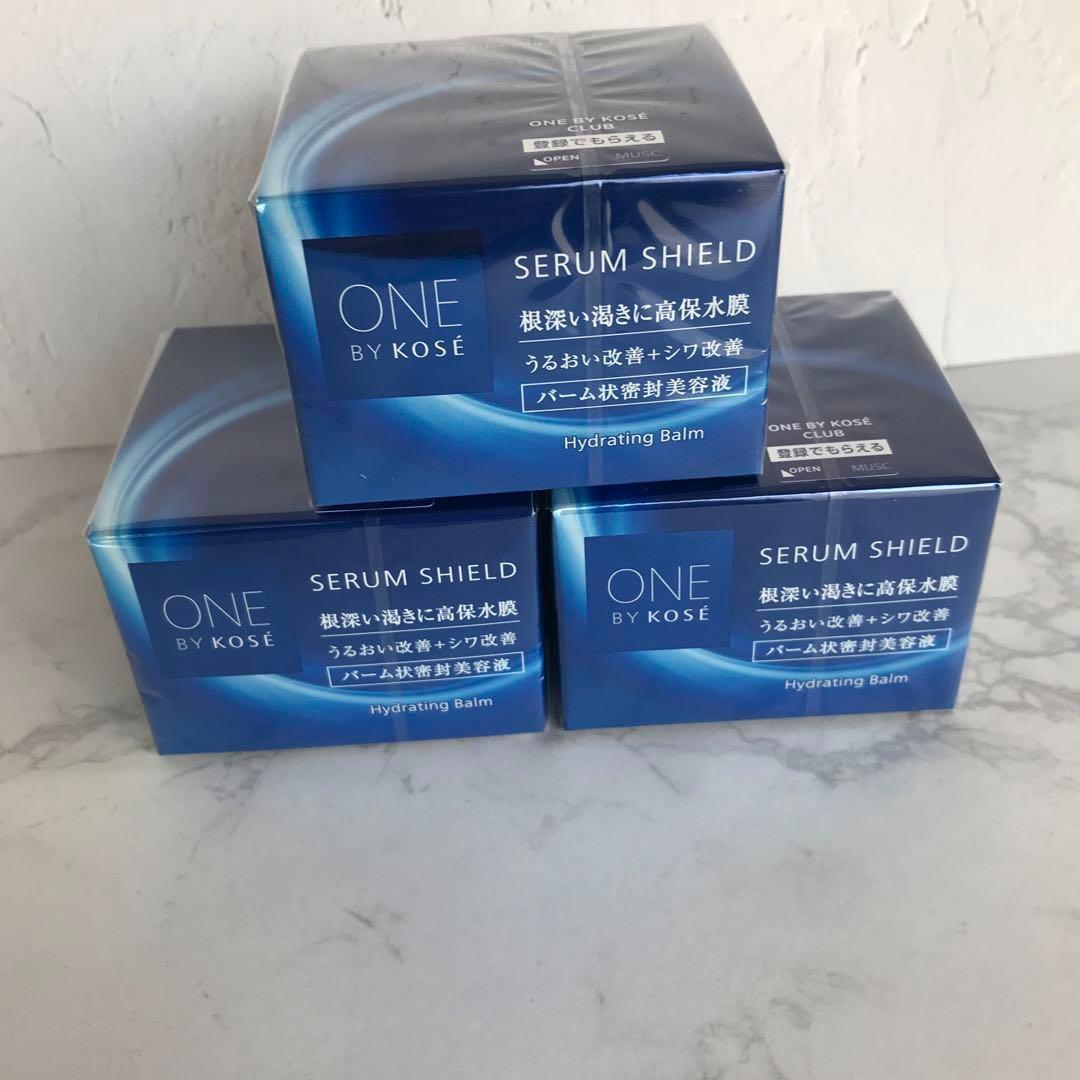 ONE BY KOSÉ
CLUB
登録でもらえる
OPEN MUSC
ONE
BY KOSÉ
SERUM SHIELD
根深い渇きに高保水膜
うるおい改善+シワ改善
バーム状密封美容液
Hydrating Balm
ONE
BY KOSÉ
SERUM SHIELD
根深い渇きに高保水膜
うるおい改善+シワ改善
バーム状密封美容液
Hydrating Balm
ONE BY KOSÉ
CLUB
登録でもらえる
OPEN MUSC
ONE
BY KOSÉ
SERUM SHIELD
根深い渇きに高保水膜
うるおい改善+シワ改善
バーム状密封美容液
Hydrating Balm